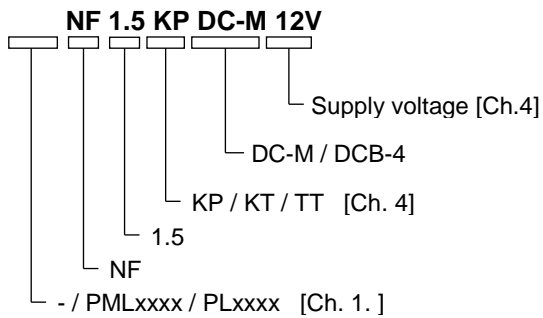 NF 1.5 KP DC-M 12V
Supply voltage [Ch.4]
DC-M / DCB-4
KP / KT / TT [Ch. 4]
1.5
NF
- / PMLxxxx / PLxxxx [Ch. 1. ]